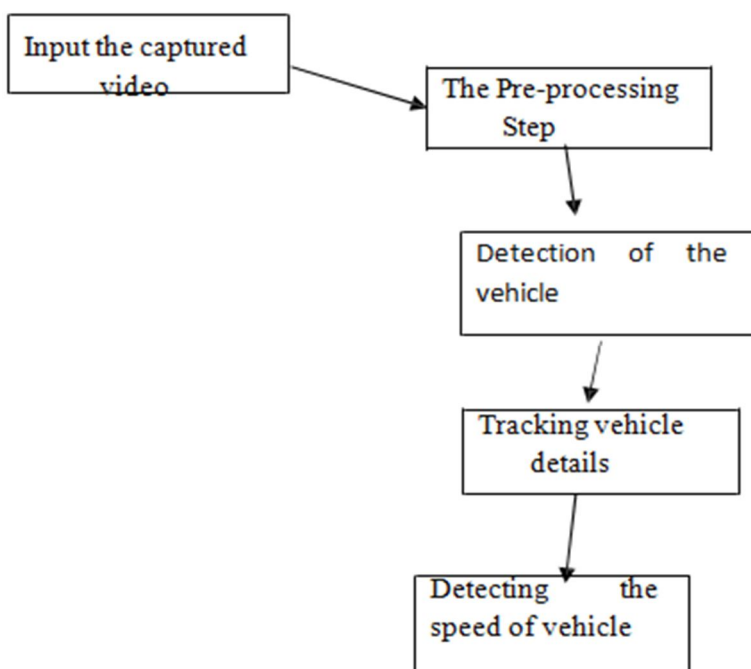 Input the captured
video
The Pre-processing
Step
Detection of the
vehicle
Tracking vehicle
details
Detecting the
speed of vehicle